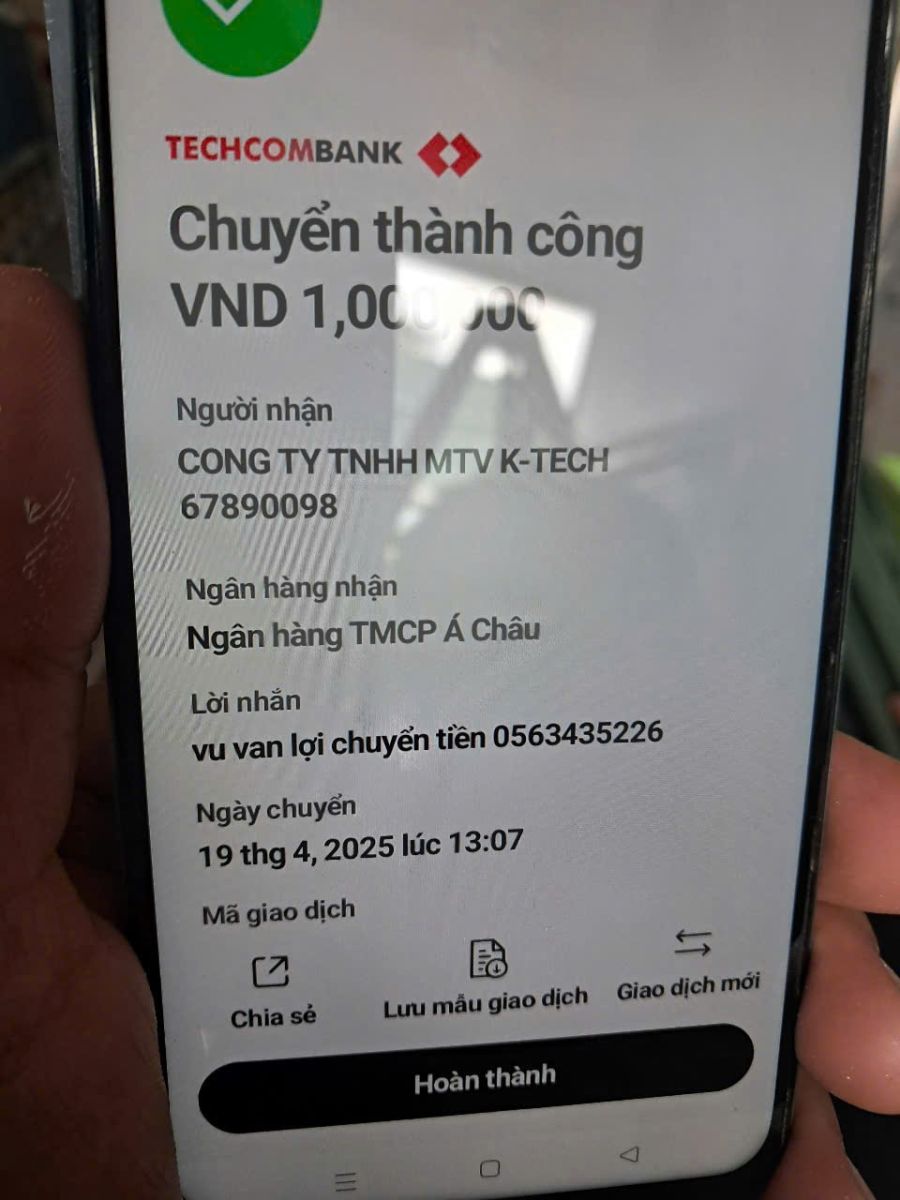 TECHCOMBANK
Chuyển thành công
VND 1,000,000
Người nhận
CONG TY TNHH MTV K-TECH
67890098
Ngân hàng nhận
Ngân hàng TMCP Á Châu
Lời nhắn
vu van lợi chuyển tiền 0563435226
Ngày chuyển
19 thg 4, 2025 lúc 13:07
Mã giao dịch
Chia sẻ
Lưu mẫu giao dịch
Giao dịch mới
Hoàn thành